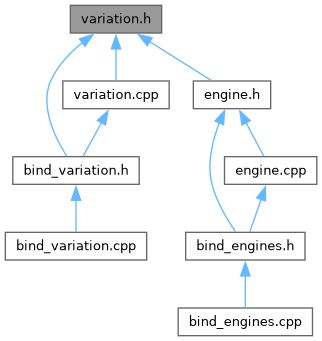 variation.h
variation.cpp
engine.h
bind_variation.h
engine.cpp
bind_variation.cpp
bind_engines.h
bind_engines.cpp